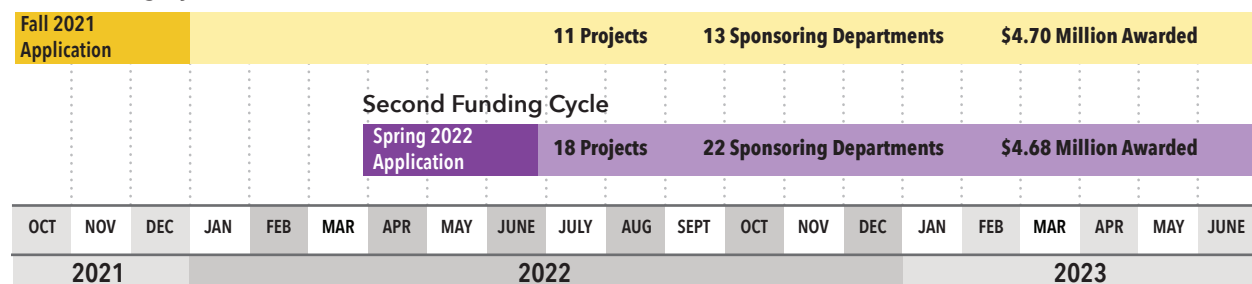 Fall 2021
Application
11 Projects 13 Sponsoring Departments $4.70 Million Awarded
Second Funding Cycle
Spring 2022
Application
18 Projects 22 Sponsoring Departments $4.68 Million Awarded
OCT NOV DEC JAN FEB MAR APR MAY JUNE JULY AUG SEPT OCT NOV DEC JAN FEB MAR APR MAY JUNE
2021 2022 2023